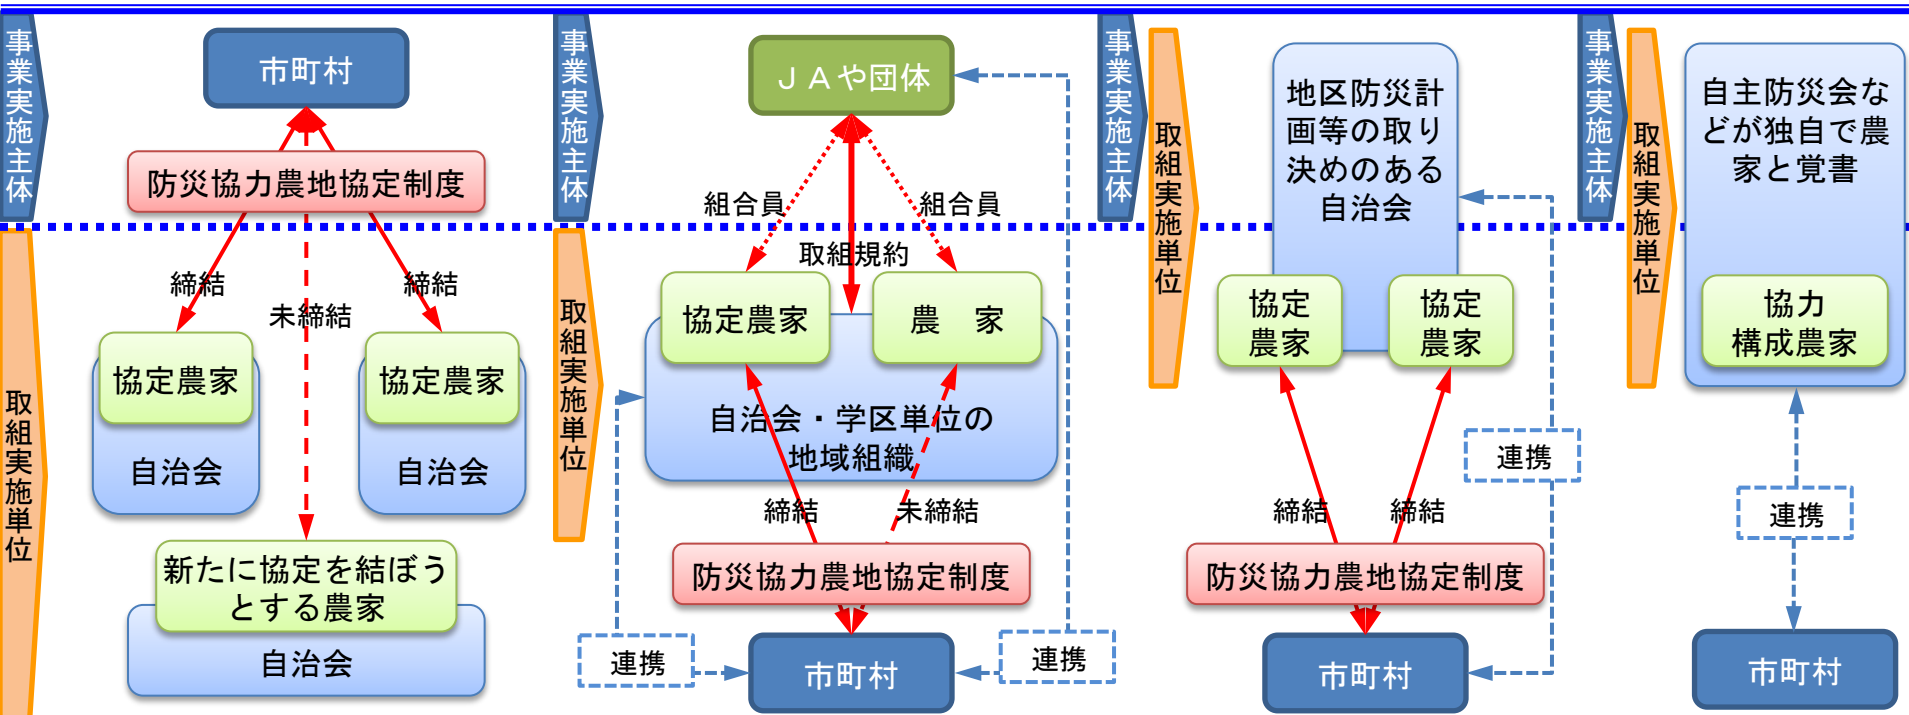 事業実施主体
市町村
防災協力農地協定制度
締結
未締結
締結
取組実施単位
協定農家
自治会
協定農家
自治会
新たに協定を結ぼう
とする農家
自治会
事業実施主体
ＪＡや団体
組合員
組合員
取組規約
取組実施単位
協定農家
農　家
自治会・学区単位の
地域組織
締結
未締結
防災協力農地協定制度
連携
市町村
連携
事業実施主体
取組実施単位
地区防災計
画等の取り
決めのある
自治会
協定
農家
協定
農家
連携
締結
締結
防災協力農地協定制度
市町村
事業実施主体
取組実施単位
自主防災会な
どが独自で農
家と覚書
協力
構成農家
連携
市町村